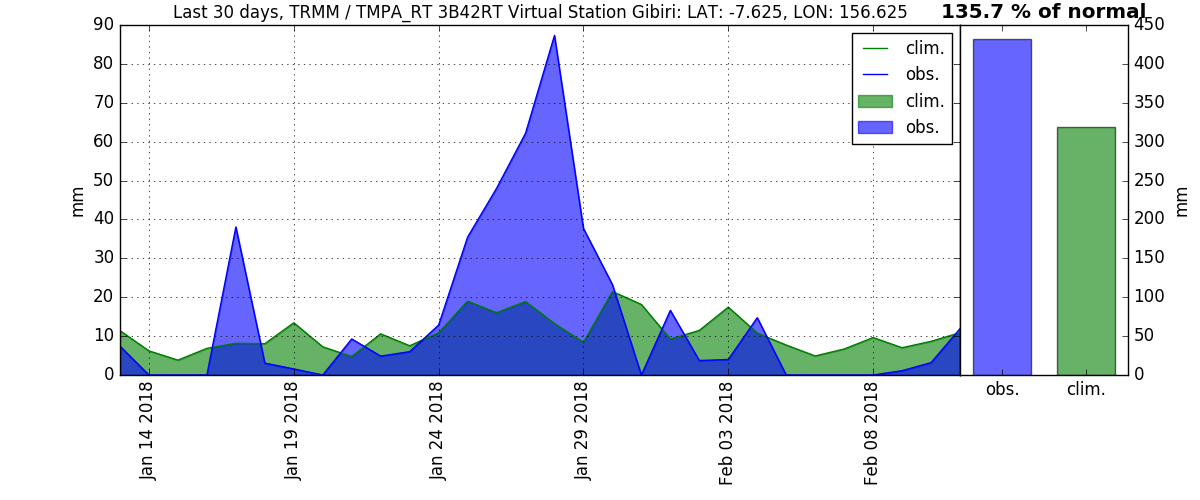 Last 30 days, TRMM / TMPA_RT 3B42RT Virtual Station Gibiri: LAT: -7.625, LON: 156.625
135.7 % of normal
90
80
70
60
50
40
30
20
10
0
mm
clim.
obs.
clim.
obs.
Jan 14 2018
Jan 19 2018
Jan 24 2018
Jan 29 2018
Feb 03 2018
Feb 08 2018
450
400
350
300
250
200
150
100
50
0
mm
obs.
clim.